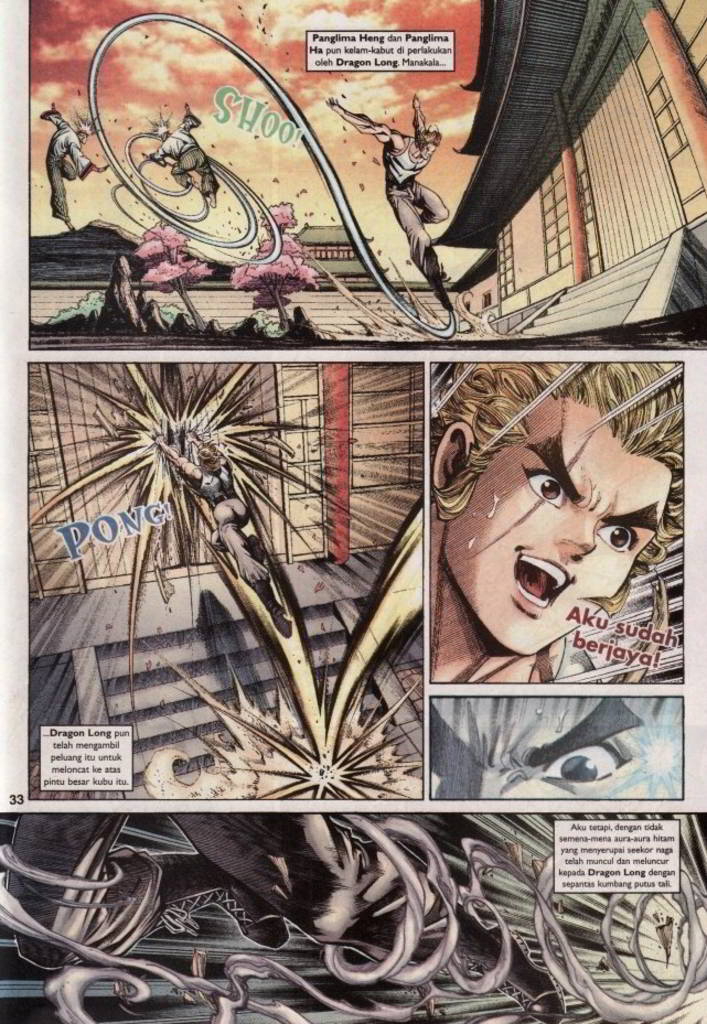 Panglima Heng dan Panglima
Ha pun kelam-kabut di perlakukan
oleh Dragon Long. Manakala...
SHOO!
PONG!
Aku sudah
berjaya!
...Dragon Long pun
telah mengambil
peluang itu untuk
meloncat ke atas
pintu besar kubu itu.
33
Aku tetapi, dengan tidak
semena-mena aura-aura hitam
yang menyerupai seekor naga
telah muncul dan meluncur
kepada Dragon Long dengan
sepantas kumbang putus tali.